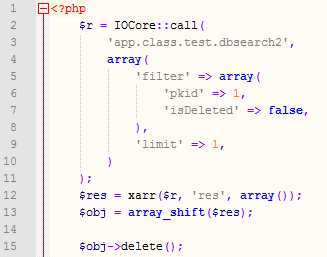 1 <?php
2 $r = IOCore::call(
3 'app.class.test.dbsearch2',
4 array(
5 'filter' => array(
6 'pkid' => 1,
7 'isDeleted' => false,
8 ),
9 'limit' => 1,
10 )
11 );
12 $res = xarr($r, 'res', array());
13 $obj = array_shift($res);
14
15 $obj->delete();